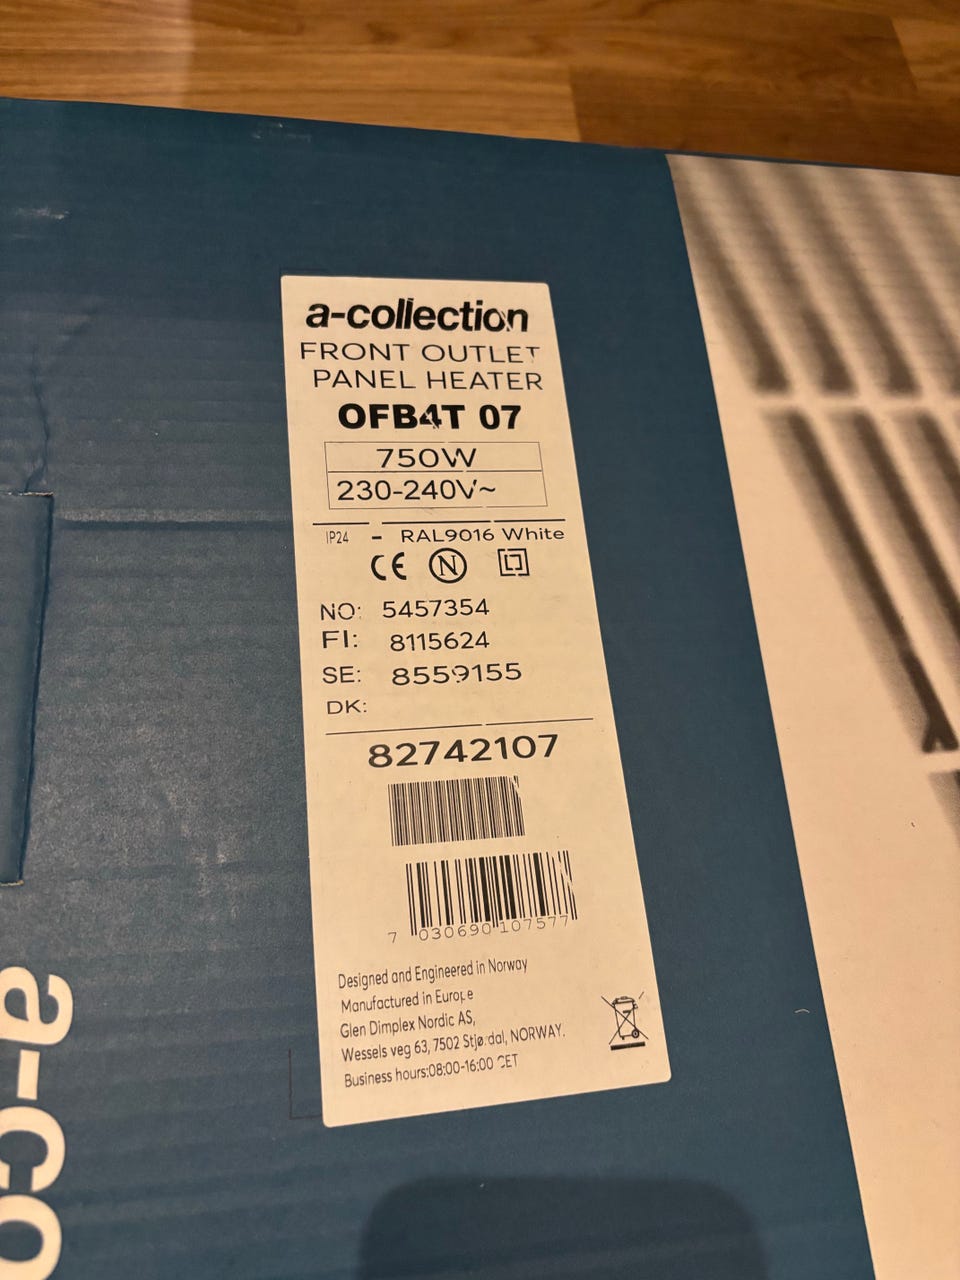 a-collection
FRONT OUTLET
PANEL HEATER
OFB4T 07
750W
230-240V~
IP24 - RAL9016 White
CE N
NO: 5457354
FI: 8115624
SE: 8559155
DK:
82742107
7 030690 107577
Designed and Engineered in Norway
Manufactured in Europe
Glen Dimplex Nordic AS,
Wessels veg 63, 7502 Stjørdal, NORWAY.
Business hours:08:00-16:00 CET
a-co